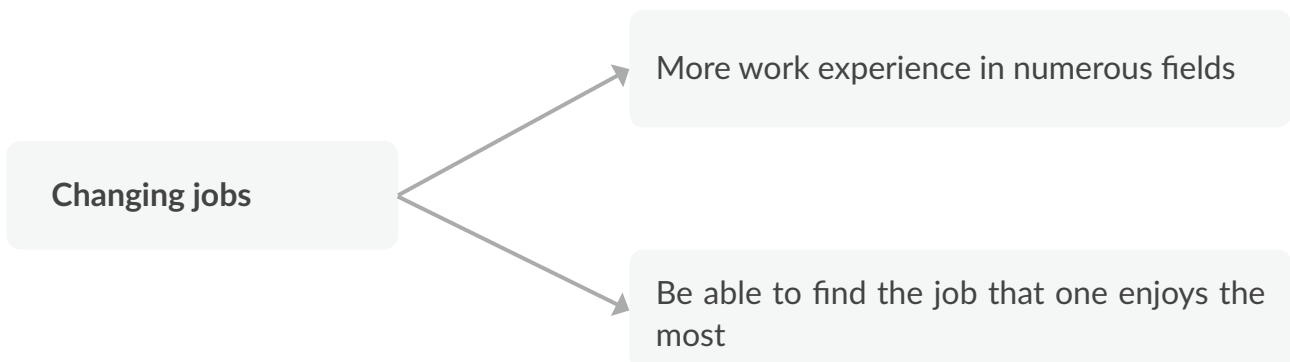 More work experience in numerous fields
Changing jobs
Be able to find the job that one enjoys the
most